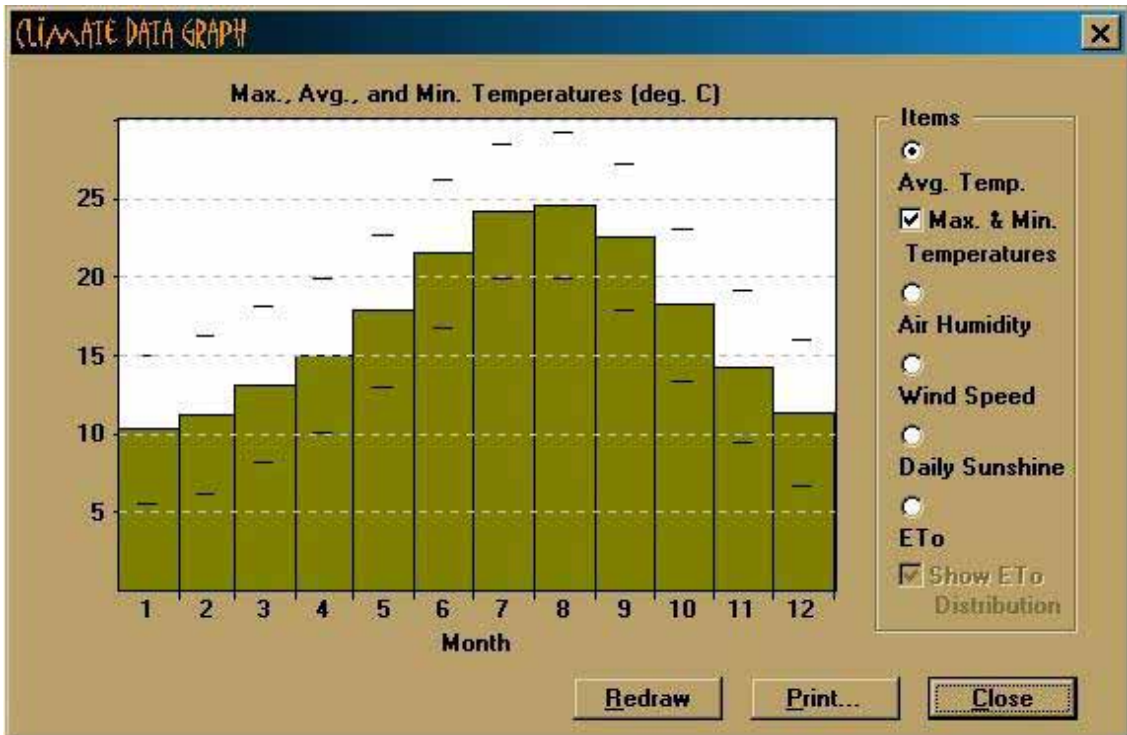 CLIMATE DATA GRAPH
Max., Avg., and Min. Temperatures (deg. C)
25
20
15
10
5
1 2 3 4 5 6 7 8 9 10 11 12
Month
Items
Avg. Temp.
Max. & Min.
Temperatures
Air Humidity
Wind Speed
Daily Sunshine
ETo
Show ETo
Distribution
Redraw Print... Close